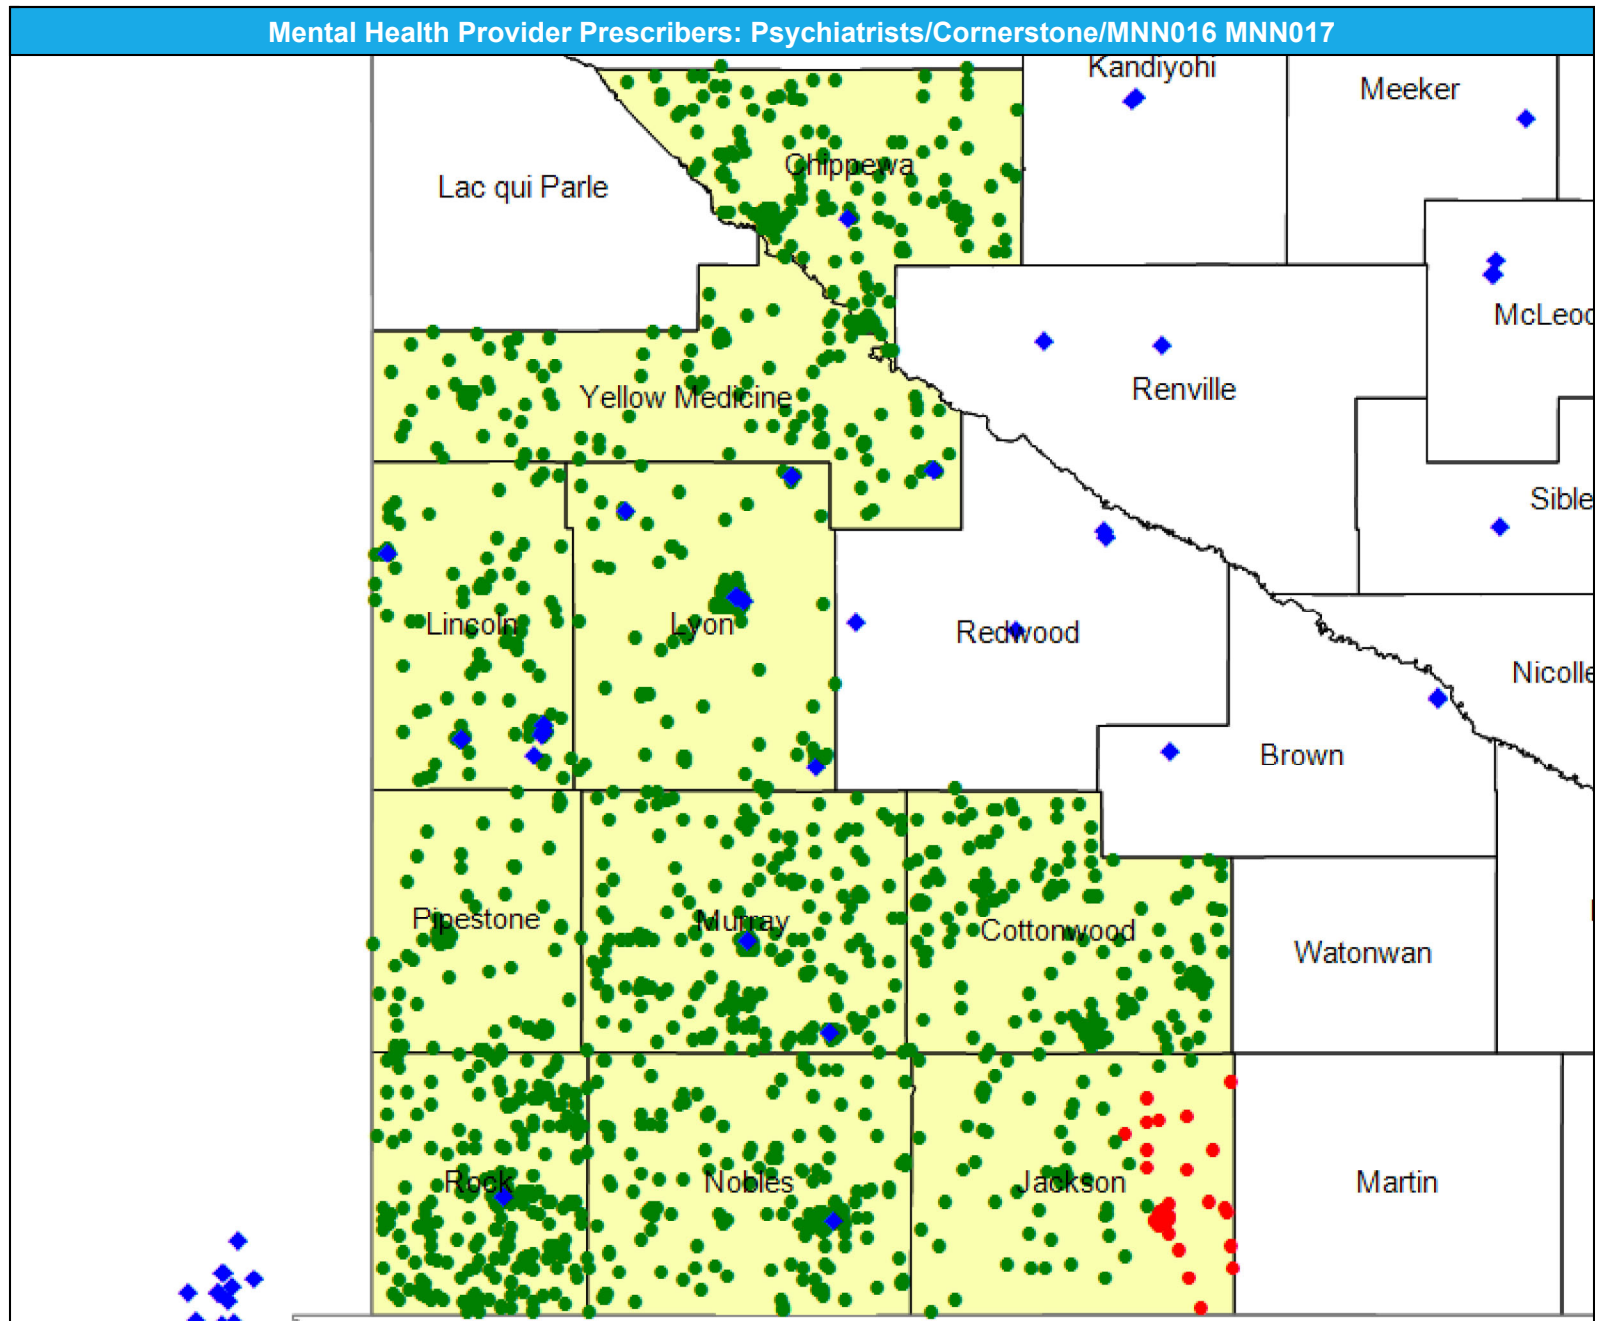 Mental Health Provider Prescribers: Psychiatrists/Cornerstone/MNN016 MNN017
Kandiyohi
Meeker
Chippewa
Lac qui Parle
McLeod
Renville
Yellow Medicine
Sible
Lincoln
Lyon
Redwood
Nicolle
Brown
Pipestone
Murray
Cottonwood
Watonwan
Rock
Nobles
Jackson
Martin